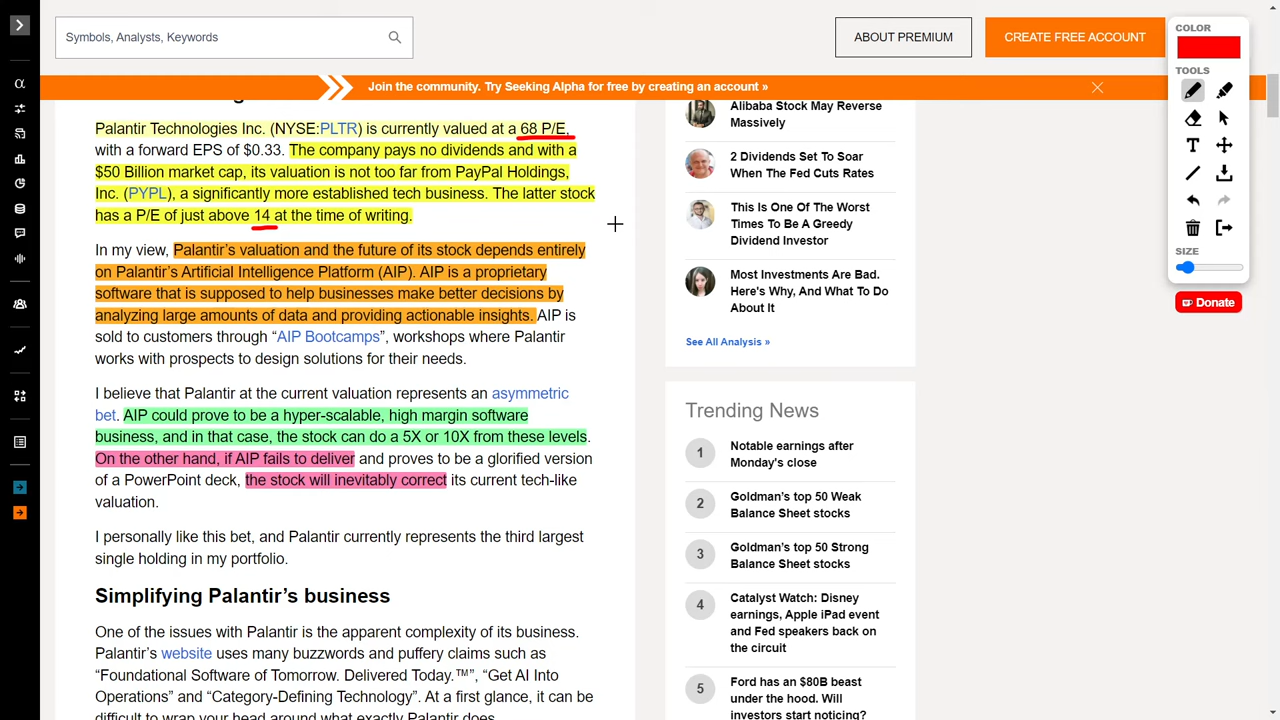 Symbols, Analysts, Keywords
ABOUT PREMIUM
CREATE FREE ACCOUNT
Join the community. Try Seeking Alpha for free by creating an account »
Palantir Technologies Inc. (NYSE:PLTR) is currently valued at a 68 P/E,
with a forward EPS of $0.33. The company pays no dividends and with a
$50 Billion market cap, its valuation is not too far from PayPal Holdings,
Inc. (PYPL), a significantly more established tech business. The latter stock
has a P/E of just above 14 at the time of writing.
In my view, Palantir’s valuation and the future of its stock depends entirely
on Palantir’s Artificial Intelligence Platform (AIP). AIP is a proprietary
software that is supposed to help businesses make better decisions by
analyzing large amounts of data and providing actionable insights. AIP is
sold to customers through “AIP Bootcamps”, workshops where Palantir
works with prospects to design solutions for their needs.
I believe that Palantir at the current valuation represents an asymmetric
bet. AIP could prove to be a hyper-scalable, high margin software
business, and in that case, the stock can do a 5X or 10X from these levels.
On the other hand, if AIP fails to deliver and proves to be a glorified version
of a PowerPoint deck, the stock will inevitably correct its current tech-like
valuation.
I personally like this bet, and Palantir currently represents the third largest
single holding in my portfolio.
Simplifying Palantir’s business
One of the issues with Palantir is the apparent complexity of its business.
Palantir’s website uses many buzzwords and puffery claims such as
“Foundational Software of Tomorrow. Delivered Today.™”, “Get AI Into
Operations” and “Category-Defining Technology”. At a first glance, it can be
difficult to wrap your head around what exactly Palantir does.
Alibaba Stock May Reverse
Massively
2 Dividends Set To Soar
When The Fed Cuts Rates
This Is One Of The Worst
Times To Be A Greedy
Dividend Investor
Most Investments Are Bad.
Here's Why, And What To Do
About It
See All Analysis »
Trending News
1
Notable earnings after
Monday's close
2
Goldman’s top 50 Weak
Balance Sheet stocks
3
Goldman’s top 50 Strong
Balance Sheet stocks
4
Catalyst Watch: Disney
earnings, Apple iPad event
and Fed speakers back on
the circuit
5
Ford has an $80B beast
under the hood. Will
investors start noticing?
COLOR
TOOLS
T
SIZE
Donate